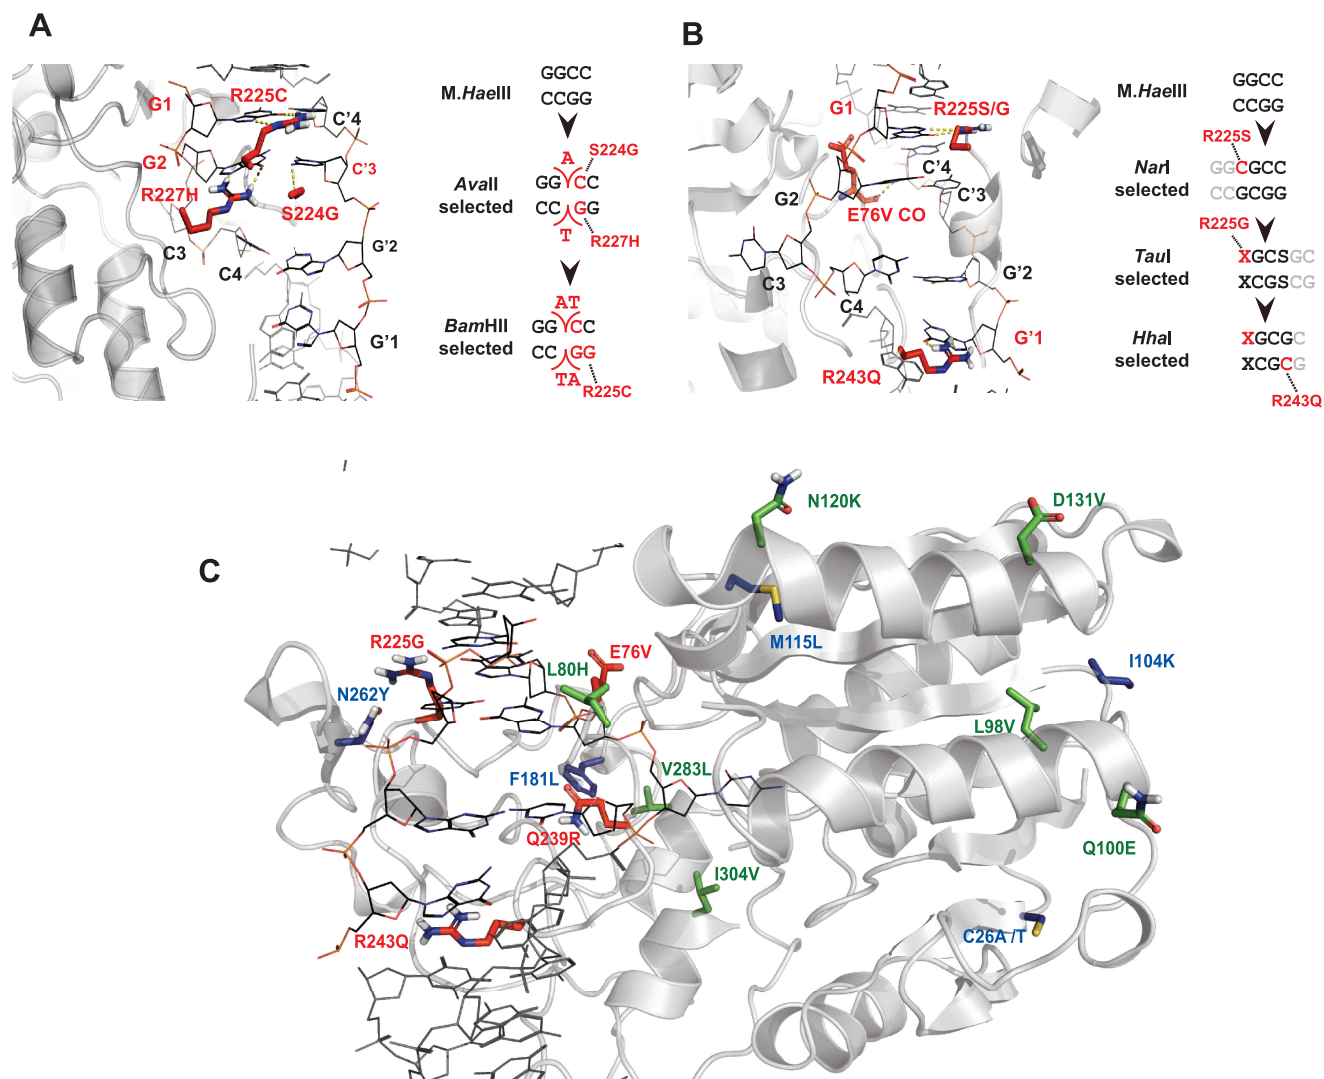 A
G1
R225C
C'4
G2
C'3
R227H
S224G
C3
C4
G'2
G'1
M.HaeIII
GGCC
CCGG
AvaII
selected
A
S224G
GG YCC
CC GG
T
R227H
BamHII
selected
AT
GG YCC
CC GG
TA
R225C
B
G1
R225S/G
G2
C'4
C'3
E76V CO
C3
C4
G'2
G'1
R243Q
M.HaeIII
GGCC
CCGG
R225S
NarI
selected
GGCGCC
CCGCGG
R225G
TauI
selected
XGCSGC
XCGSCG
HhaI
selected
XGCGC
XCGCG
R243Q
C
N120K
D131V
M115L
R225G
E76V
L80H
I104K
N262Y
L98V
F181L
V283L
Q239R
Q100E
I304V
R243Q
C26A /T